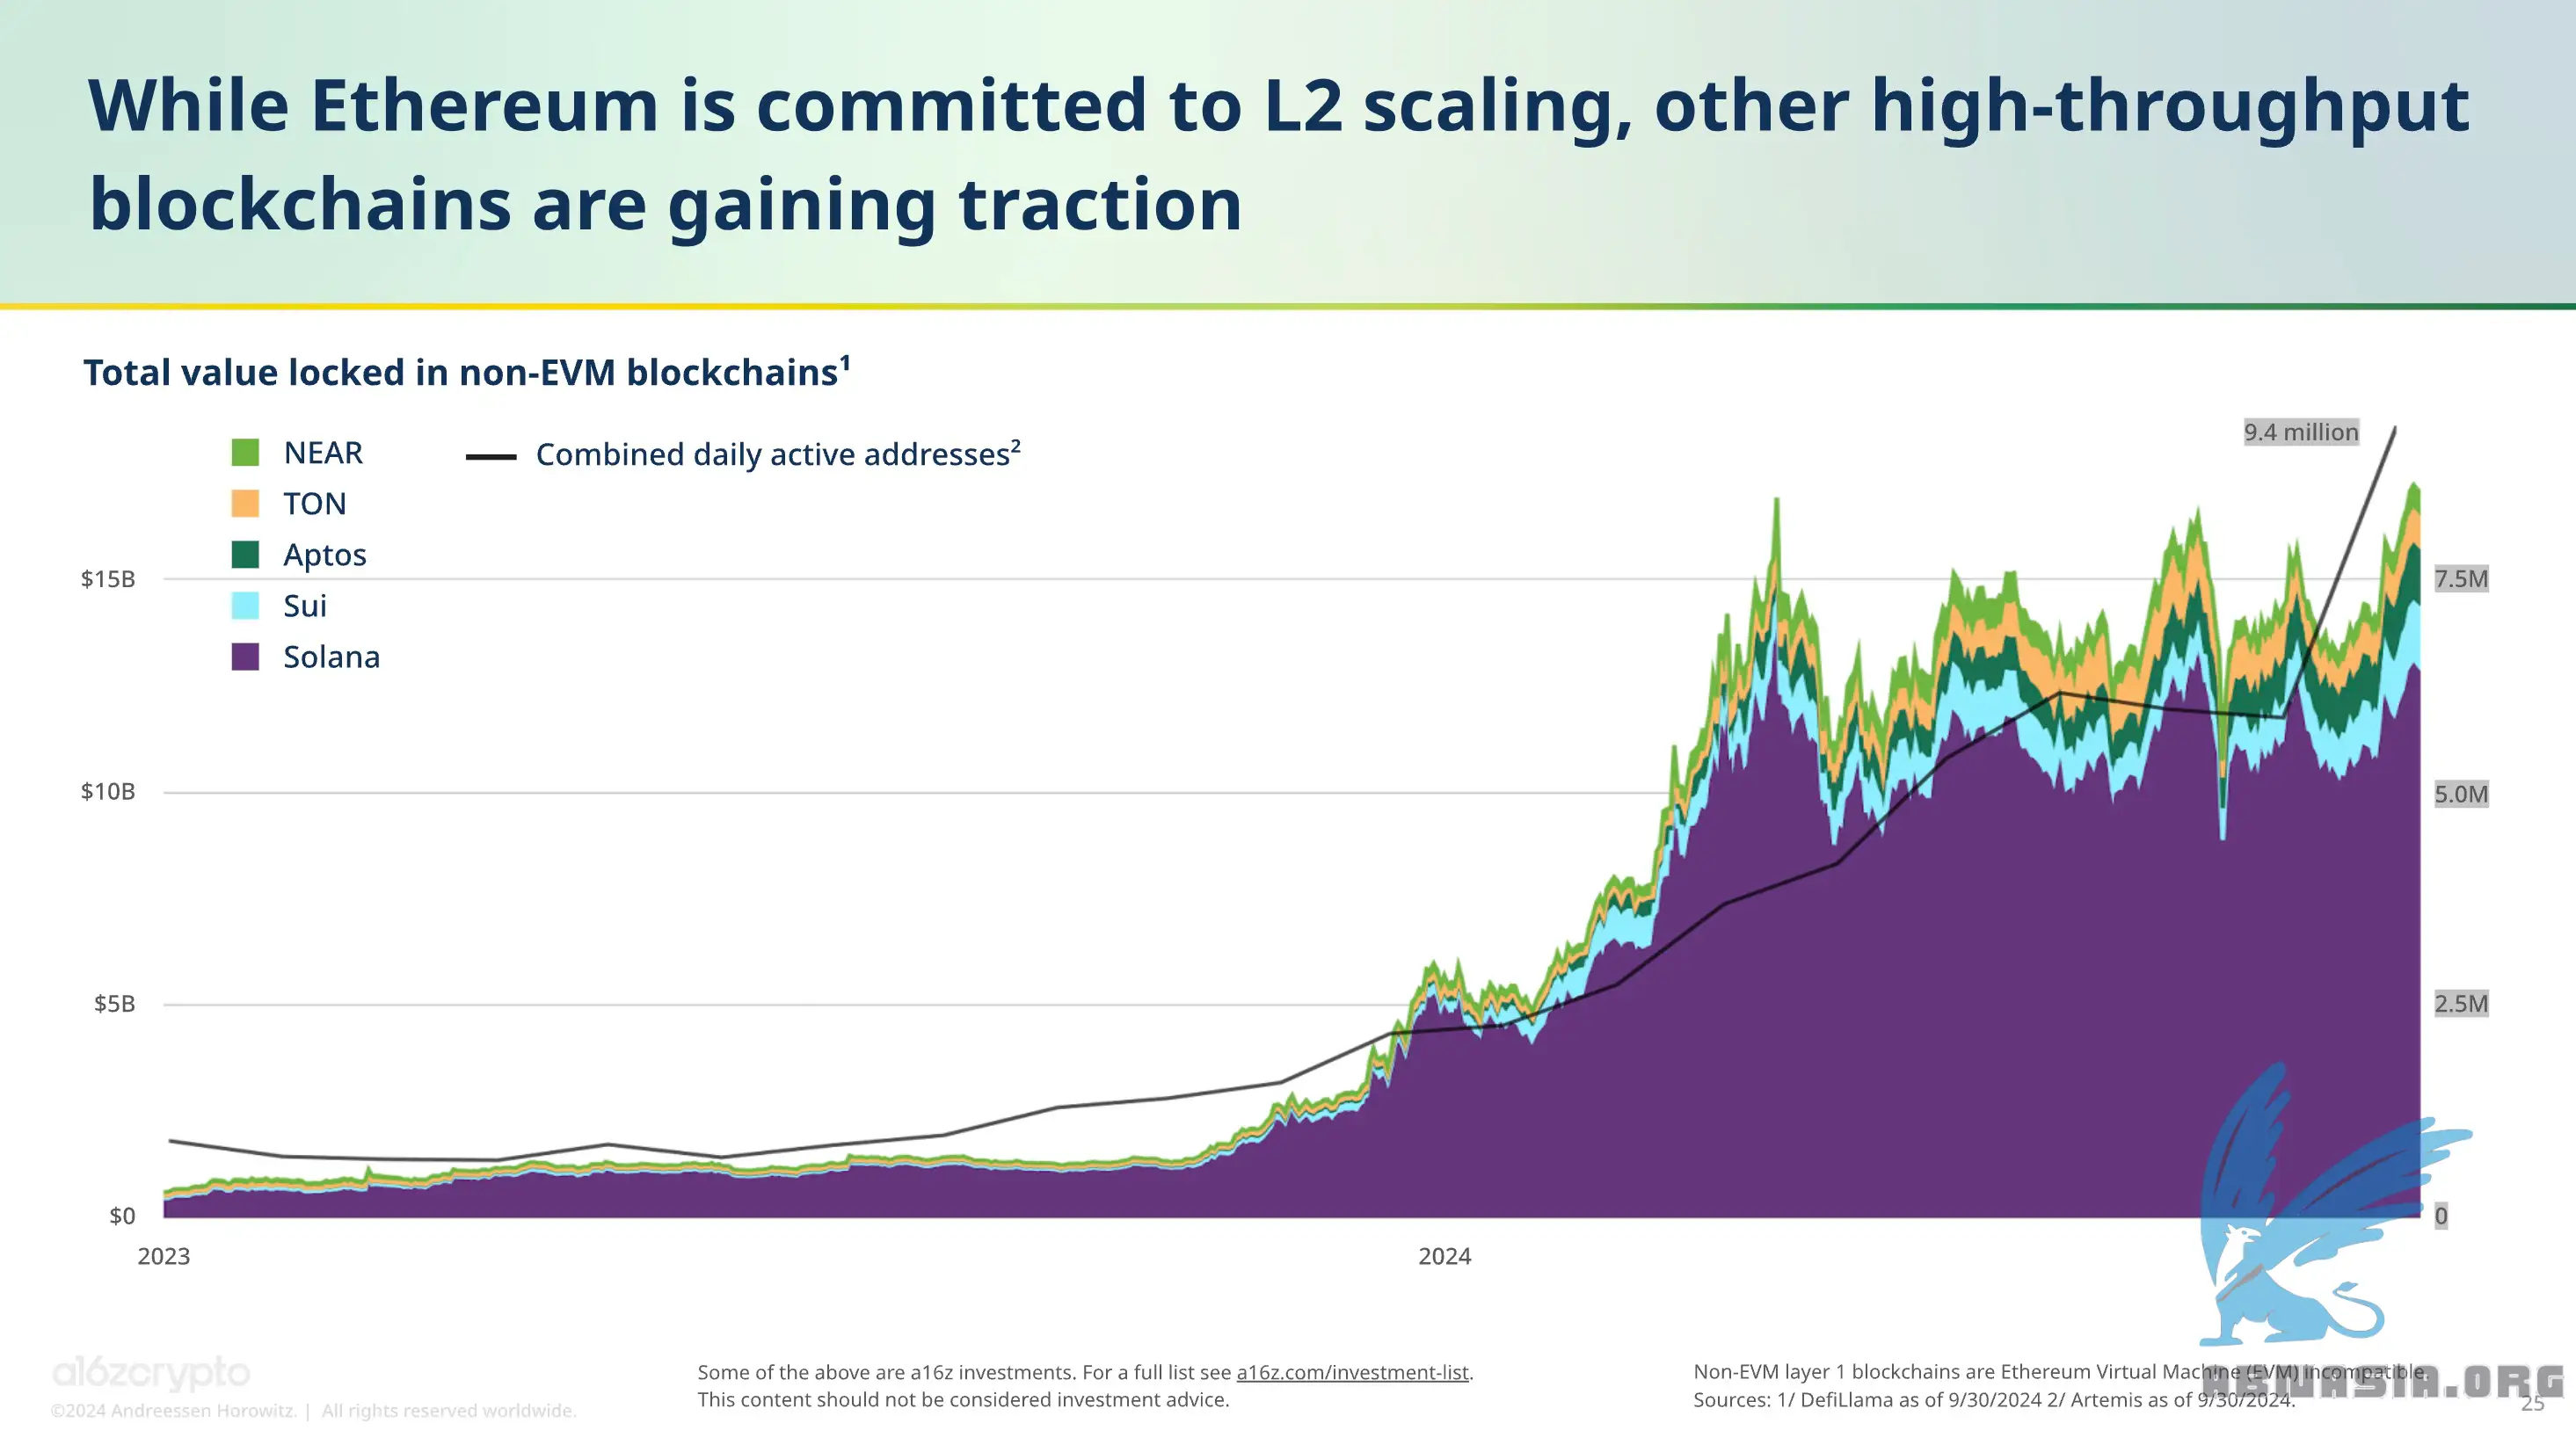 While Ethereum is committed to L2 scaling, other high-throughput
blockchains are gaining traction
Total value locked in non-EVM blockchains¹
NEAR
TON
Aptos
Sui
Solana
Combined daily active addresses²
9.4 million
$15B
$10B
$5B
$0
7.5M
5.0M
2.5M
0
2023
2024
a16zcrypto
©2024 Andreessen Horowitz. | All rights reserved worldwide.
Some of the above are a16z investments. For a full list see a16z.com/investment-list.
This content should not be considered investment advice.
Non-EVM layer 1 blockchains are Ethereum Virtual Machine (EVM) incompatible.
Sources: 1/ DefiLlama as of 9/30/2024 2/ Artemis as of 9/30/2024.
ABNASIA.ORG
25